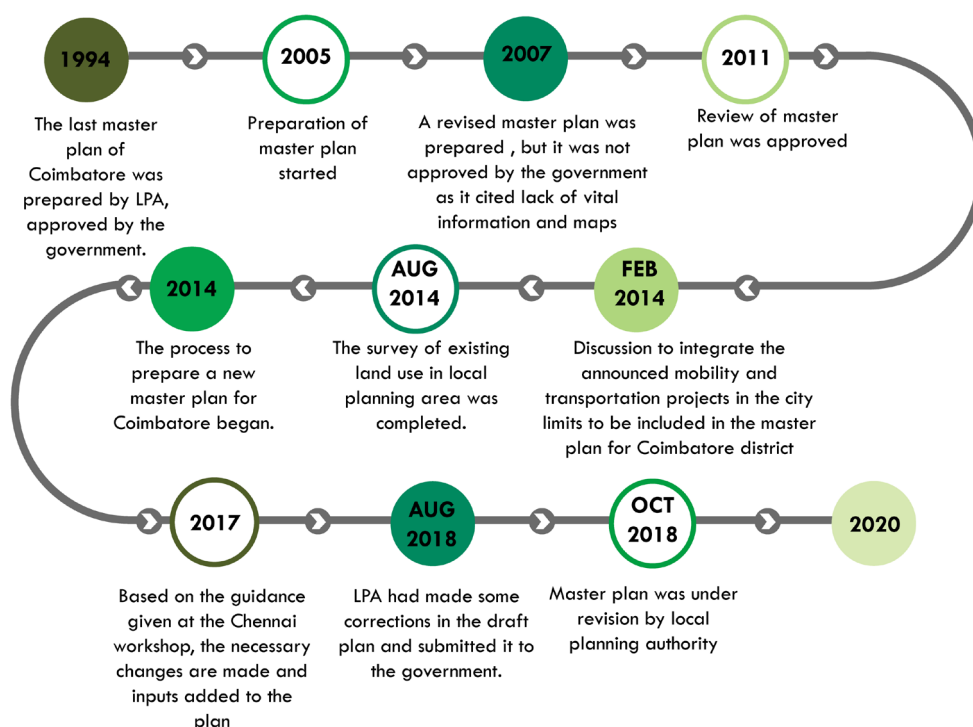 1994
The last master
plan of
Coimbatore was
prepared by LPA,
approved by the
government.
2005
Preparation of
master plan
started
2007
A revised master plan was
prepared , but it was not
approved by the government
as it cited lack of vital
information and maps
2011
Review of master
plan was approved
FEB
2014
Discussion to integrate the
announced mobility and
transportation projects in the city
limits to be included in the master
plan for Coimbatore district
AUG
2014
The survey of existing
land use in local
planning area was
completed.
2014
The process to
prepare a new
master plan for
Coimbatore began.
2017
Based on the guidance
given at the Chennai
workshop, the necessary
changes are made and
inputs added to the
plan
AUG
2018
LPA had made some
corrections in the draft
plan and submitted it to
the government.
OCT
2018
Master plan was under
revision by local
planning authority
2020